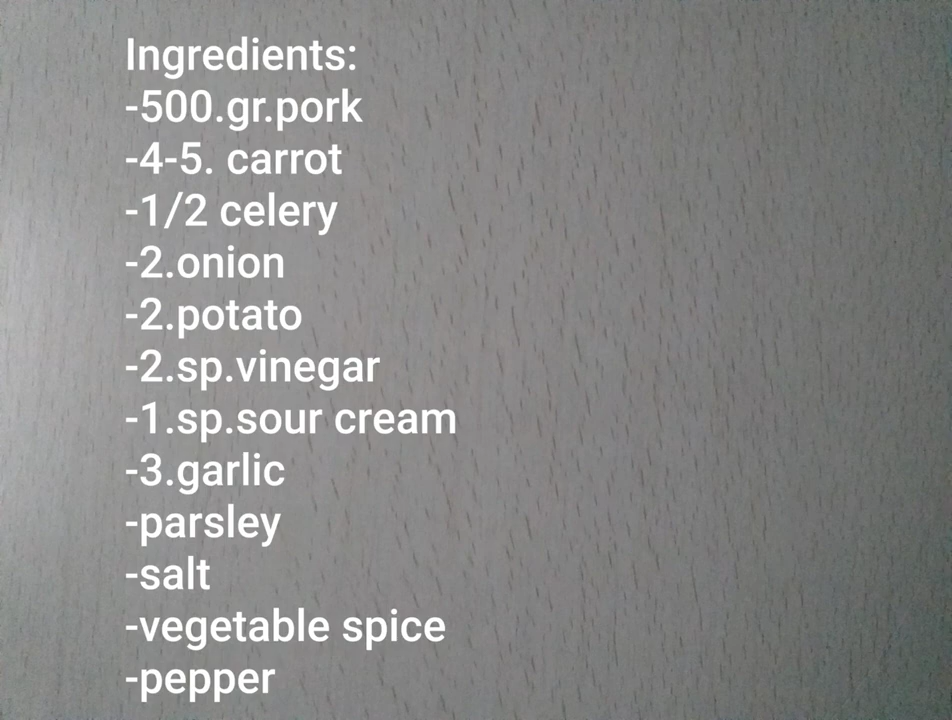 Ingredients:
-500.gr.pork
-4-5. carrot
-1/2 celery
-2.onion
-2.potato
-2.sp.vinegar
-1.sp.sour cream
-3.garlic
-parsley
-salt
-vegetable spice
-pepper